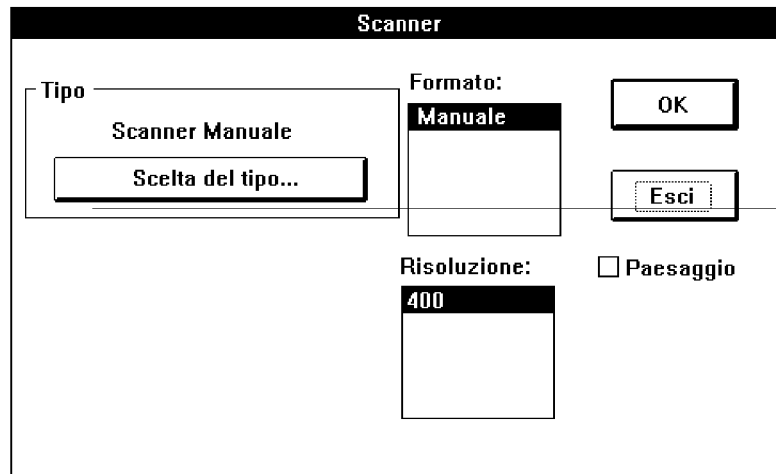 Scanner
Tipo
Scanner Manuale
Scelta del tipo...
Formato:
Manuale
OK
Esci
Risoluzione:
400
Paesaggio